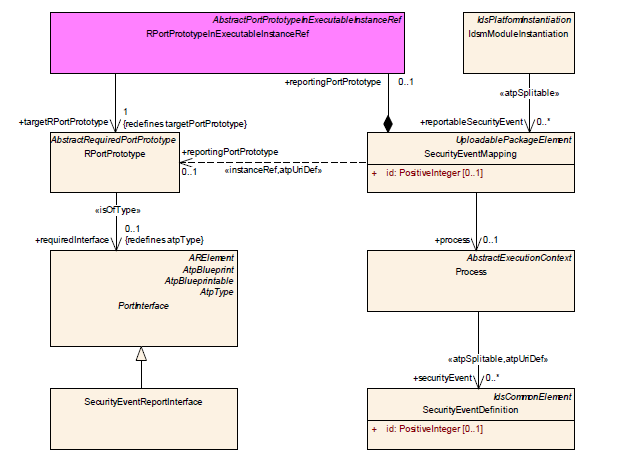 AbstractPortPrototypeInExecutableInstanceRef
RPortPrototypeInExecutableInstanceRef
IdsPlatformInstantiation
IdsmModuleInstantiation
+reportingPortPrototype 0..1
«atpSplitable»
1
+targetRPortPrototype {redefines targetPortPrototype}
+reportableSecurityEvent 0..*
AbstractRequiredPortPrototype
RPortPrototype
+reportingPortPrototype
0..1
«instanceRef,atpUriDef»
UploadablePackageElement
SecurityEventMapping
+ id: PositiveInteger [0..1]
«isOfType»
0..1
+requiredInterface {redefines atpType}
+process 0..1
ARElement
AtpBlueprint
AtpBlueprintable
AtpType
PortInterface
AbstractExecutionContext
Process
«atpSplitable,atpUriDef»
+securityEvent 0..*
SecurityEventReportInterface
IdsCommonElement
SecurityEventDefinition
+ id: PositiveInteger [0..1]